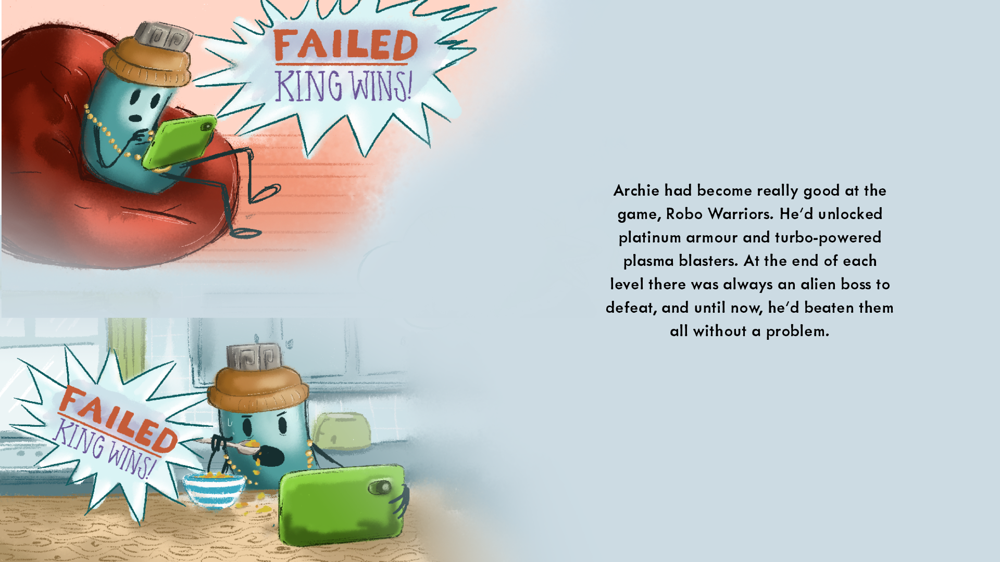 FAILED
KING WINS!
FAILED
KING WINS!
Archie had become really good at the
game, Robo Warriors. He’d unlocked
platinum armour and turbo-powered
plasma blasters. At the end of each
level there was always an alien boss to
defeat, and until now, he’d beaten them
all without a problem.